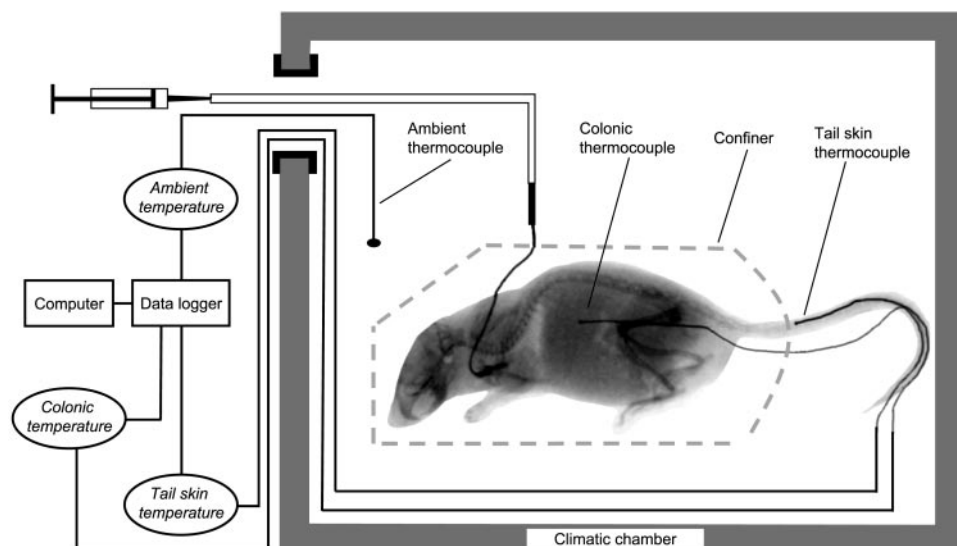 Ambient
thermocouple
Colonic
thermocouple
Confiner
Tail skin
thermocouple
Ambient
temperature
Computer
Data logger
Colonic
temperature
Tail skin
temperature
Climatic chamber